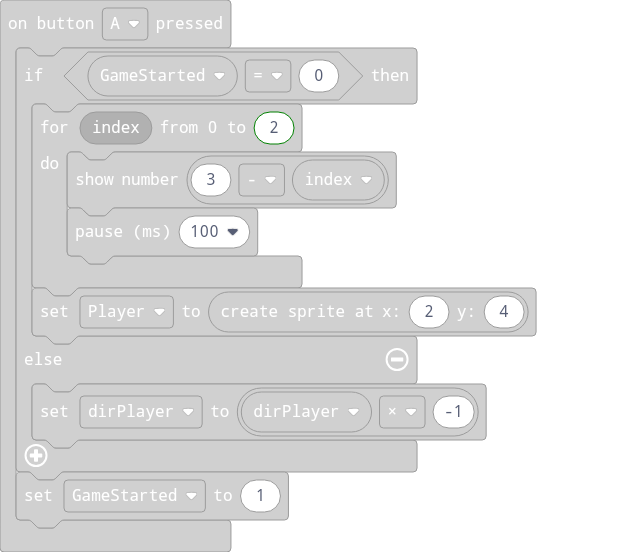 on button A pressed
if GameStarted = 0 then
for index from 0 to 2
do
show number 3 - index
pause (ms) 100
set Player to create sprite at x: 2 y: 4
else
set dirPlayer to dirPlayer × -1
set GameStarted to 1